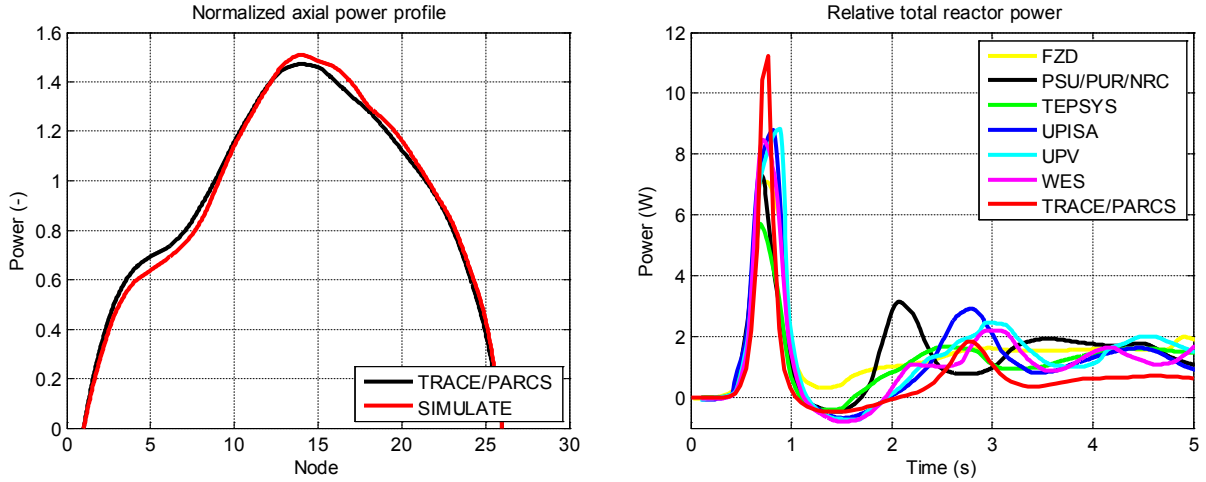 Normalized axial power profile
1.6
1.4
1.2
1
0.8
0.6
0.4
0.2
0
Power (-)
0
5
10
15
20
25
30
Node
TRACE/PARCS
SIMULATE
Relative total reactor power
12
10
8
6
4
2
0
Power (W)
0
1
2
3
4
5
Time (s)
FZD
PSU/PUR/NRC
TEPSYS
UPISA
UPV
WES
TRACE/PARCS